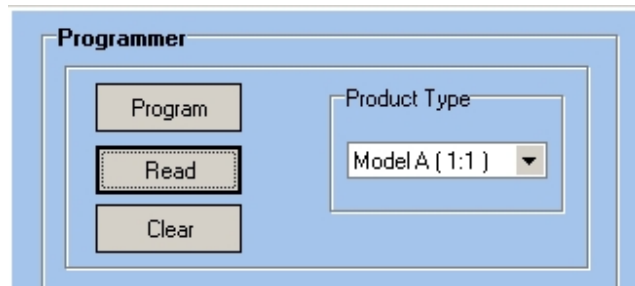 Programmer
Program
Read
Clear
Product Type
Model A ( 1:1 )